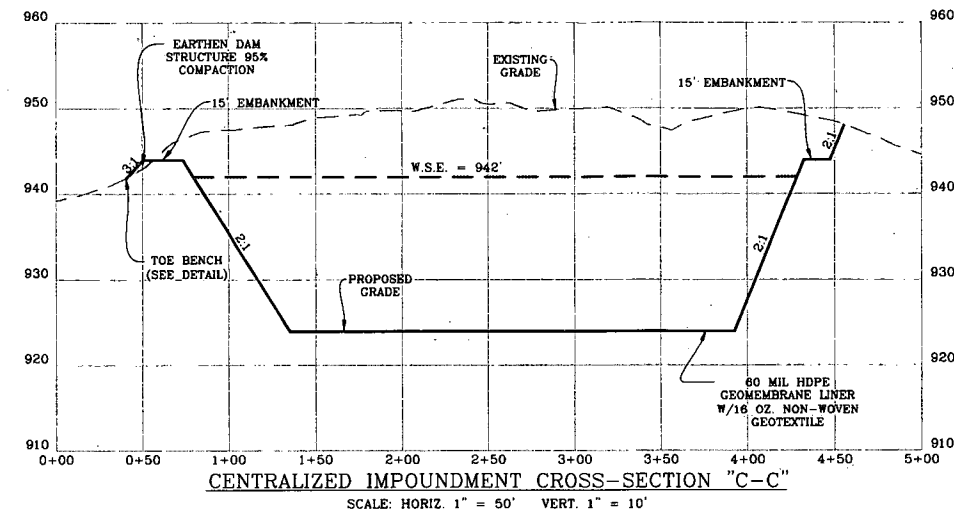 960
960
EARTHEN DAM
STRUCTURE 95%
COMPACTION
EXISTING
GRADE
15' EMBANKMENT
15' EMBANKMENT
950
950
3:1
2:1
W.S.E. = 942'
940
940
2:1
2:1
TOE BENCH
(SEE DETAIL)
PROPOSED
GRADE
930
930
920
920
60 MIL HDPE
GEOMEMBRANE LINER
W/16 OZ. NON-WOVEN
GEOTEXTILE
910
910
0+00 0+50 1+00 1+50 2+00 2+50 3+00 3+50 4+00 4+50 5+00
CENTRALIZED IMPOUNDMENT CROSS-SECTION "C-C"
SCALE: HORIZ. 1" = 50' VERT. 1" = 10'